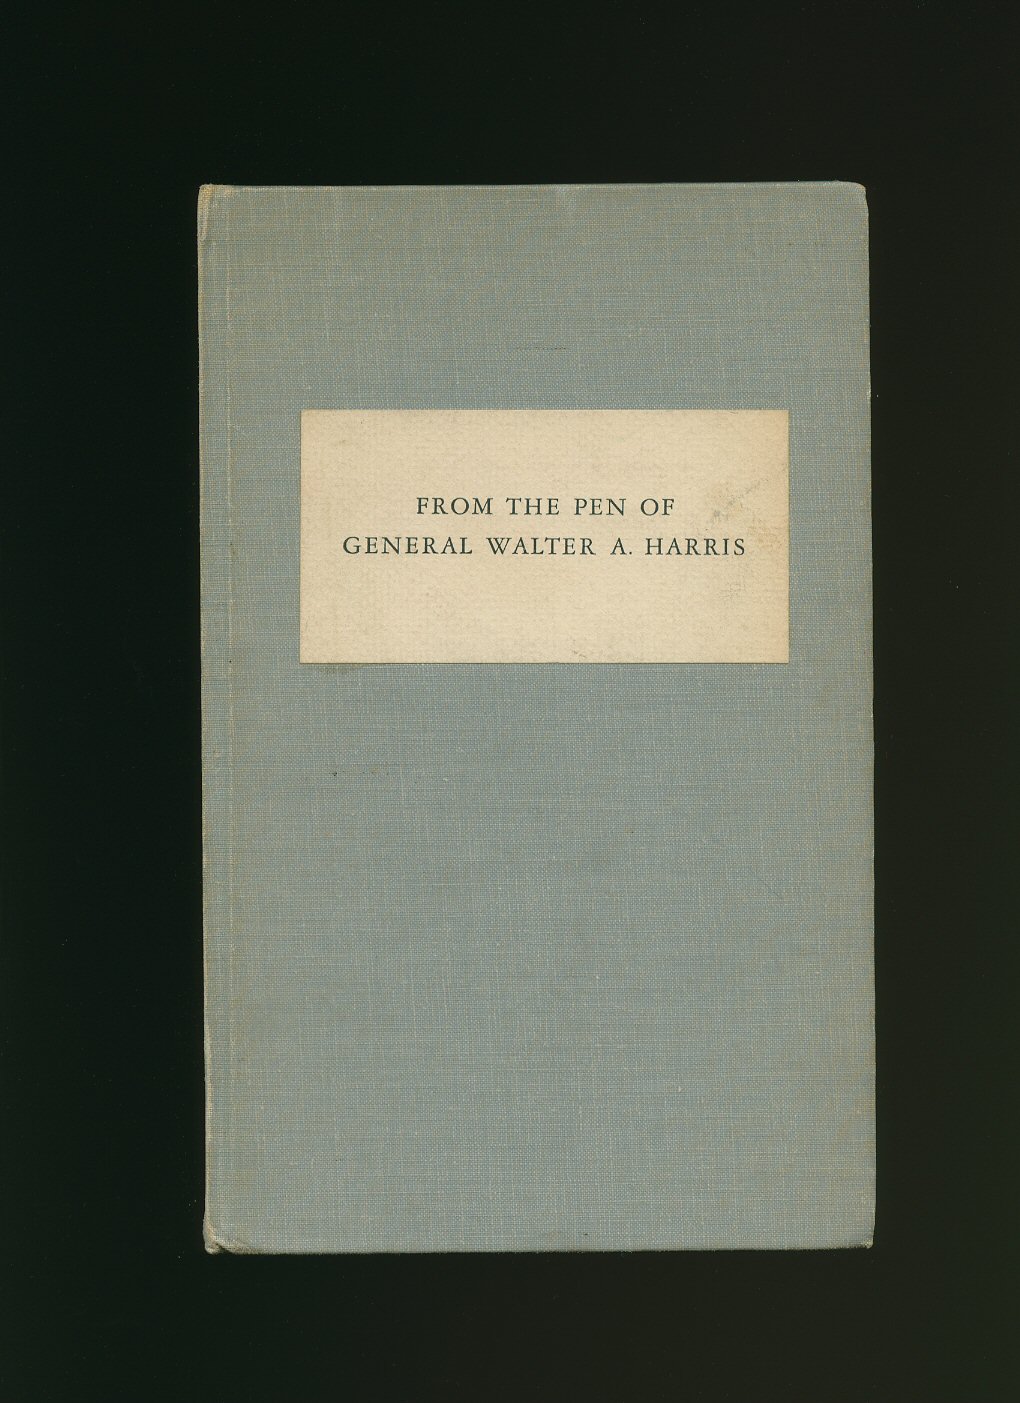 FROM THE PEN OF
GENERAL WALTER A. HARRIS